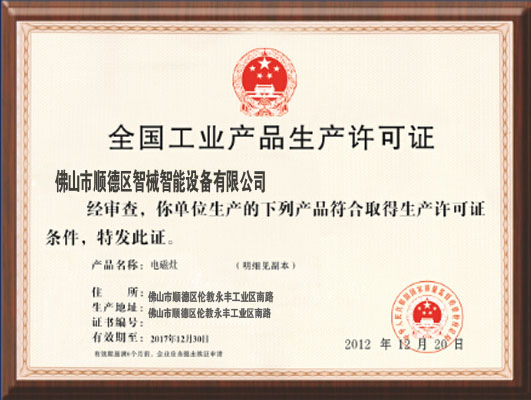 全国工业产品生产许可证
佛山市顺德区智械智能设备有限公司
经审查，你单位生产的下列产品符合取得生产许可证
条件，特发此证。
产品名称： 电磁灶 （明细见副本）
住 所： 佛山市顺德区伦教永丰工业区南路
生产地址： 佛山市顺德区伦教永丰工业区南路
证书编号：
有效期至： 2017年12月30日
2012 年 12 月 20 日